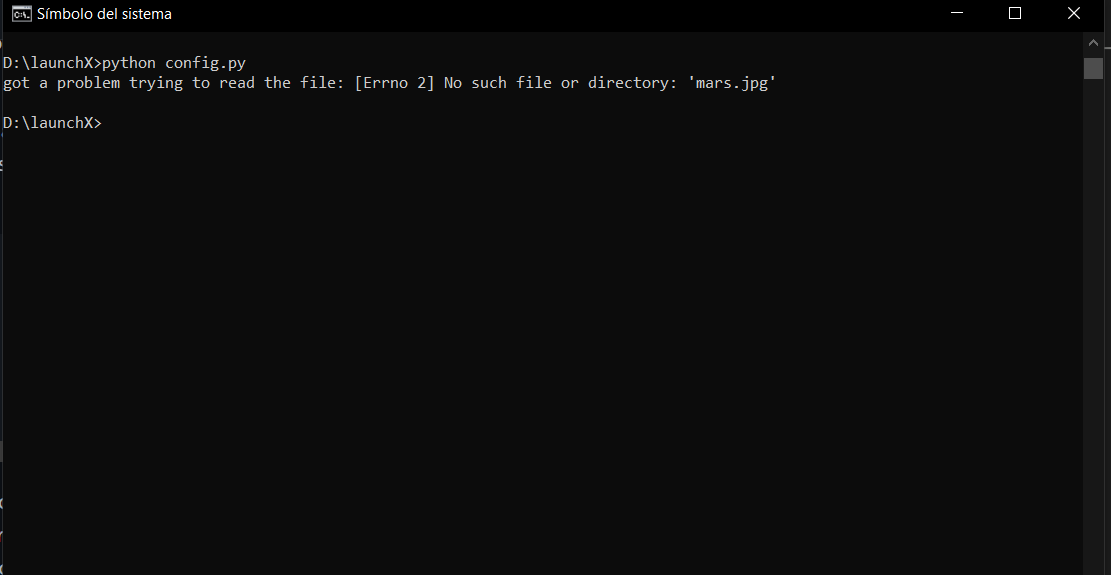 Símbolo del sistema
D:\launchX>python config.py
got a problem trying to read the file: [Errno 2] No such file or directory: 'mars.jpg'
D:\launchX>